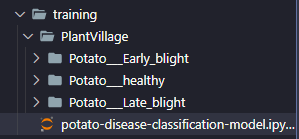 training
PlantVillage
Potato___Early_blight
Potato___healthy
Potato___Late_blight
potato-disease-classification-model.ipy...